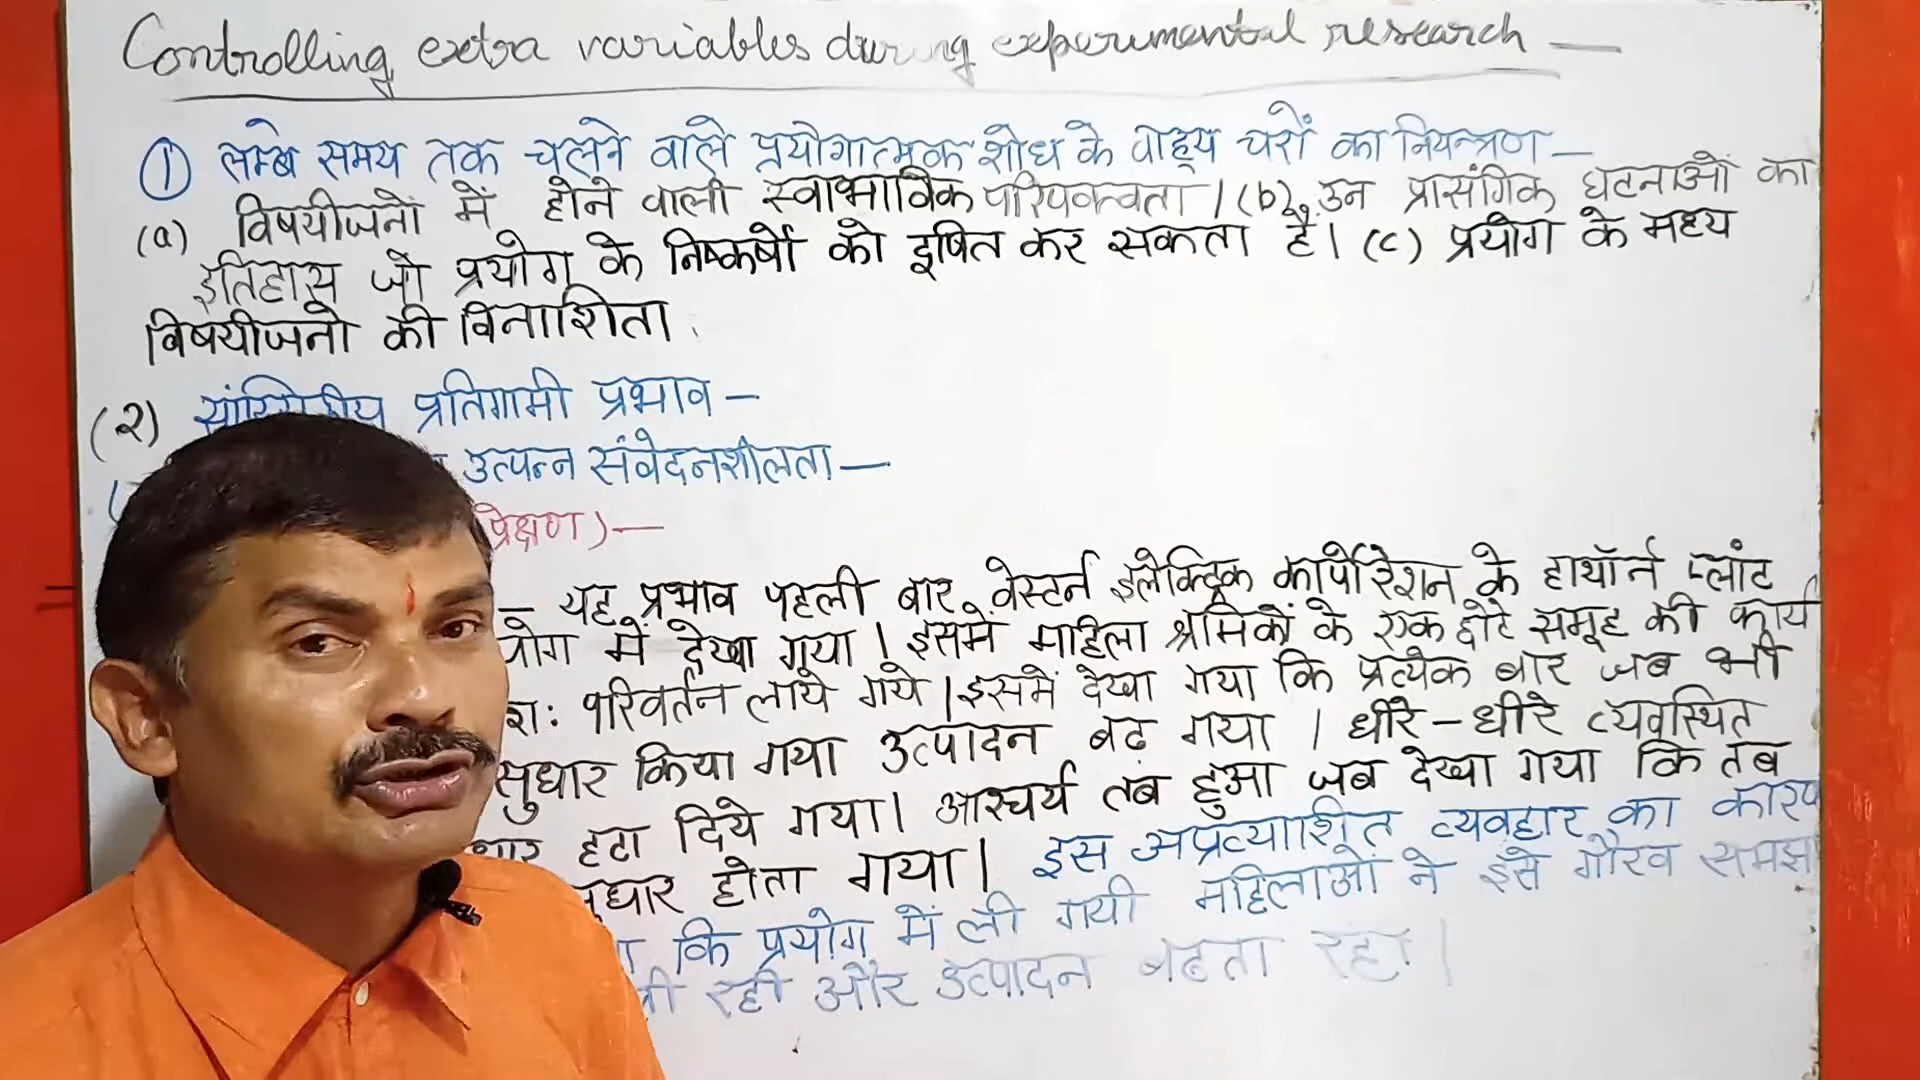 Controlling extra variables during experimental research —
① लम्बे समय तक चलने वाले प्रयोगात्मक शोध के वाह्य चरों का नियन्त्रण —
(a) विषयीजनों में होने वाली स्वाभाविक परिपक्वता । (b) उन प्रासंगिक घटनाओं का
इतिहास जो प्रयोग के निष्कर्षो को दूषित कर सकता है। (c) प्रयोग के मध्य
विषयीजनो की विनाशिता
(२) सांख्यिकीय प्रतिगामी प्रभाव —
उत्पन्न संवेदनशीलता —
प्रेक्षण) —
— यह प्रभाव पहली बार वेस्टर्न इलेक्ट्रिक कार्पोरेशन के हाथॉर्न प्लांट
में देखा गया । इसमें महिला श्रमिकों के एक छोटे समूह की कार्य
परिवर्तन लाये गये । इसमें देखा गया कि प्रत्येक बार जब भी
सुधार किया गया उत्पादन बढ़ गया । धीरे - धीरे व्यवस्थित
हटा दिये गया। आश्चर्य तब हुआ जब देखा गया कि तब
सुधार होता गया। इस अप्रत्याशित व्यवहार का कारण
कि प्रयोग में ली गयी महिलाओं ने इसे गौरव समझा
रही और उत्पादन बढता रहा।